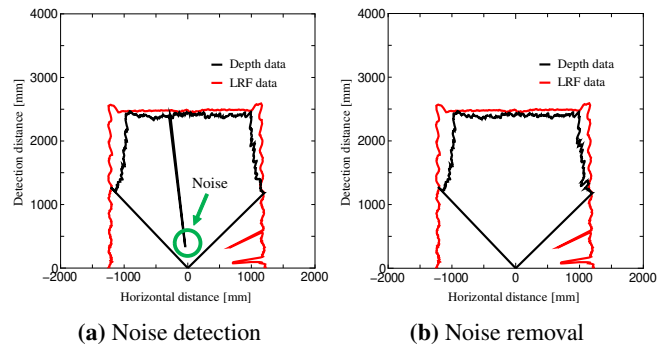 4000
3000
2000
1000
0
−2000 −1000 0 1000 2000
Detection distance [mm]
Horizontal distance [mm]
Depth data
LRF data
Noise
(a) Noise detection
4000
3000
2000
1000
0
−2000 −1000 0 1000 2000
Detection distance [mm]
Horizontal distance [mm]
Depth data
LRF data
(b) Noise removal